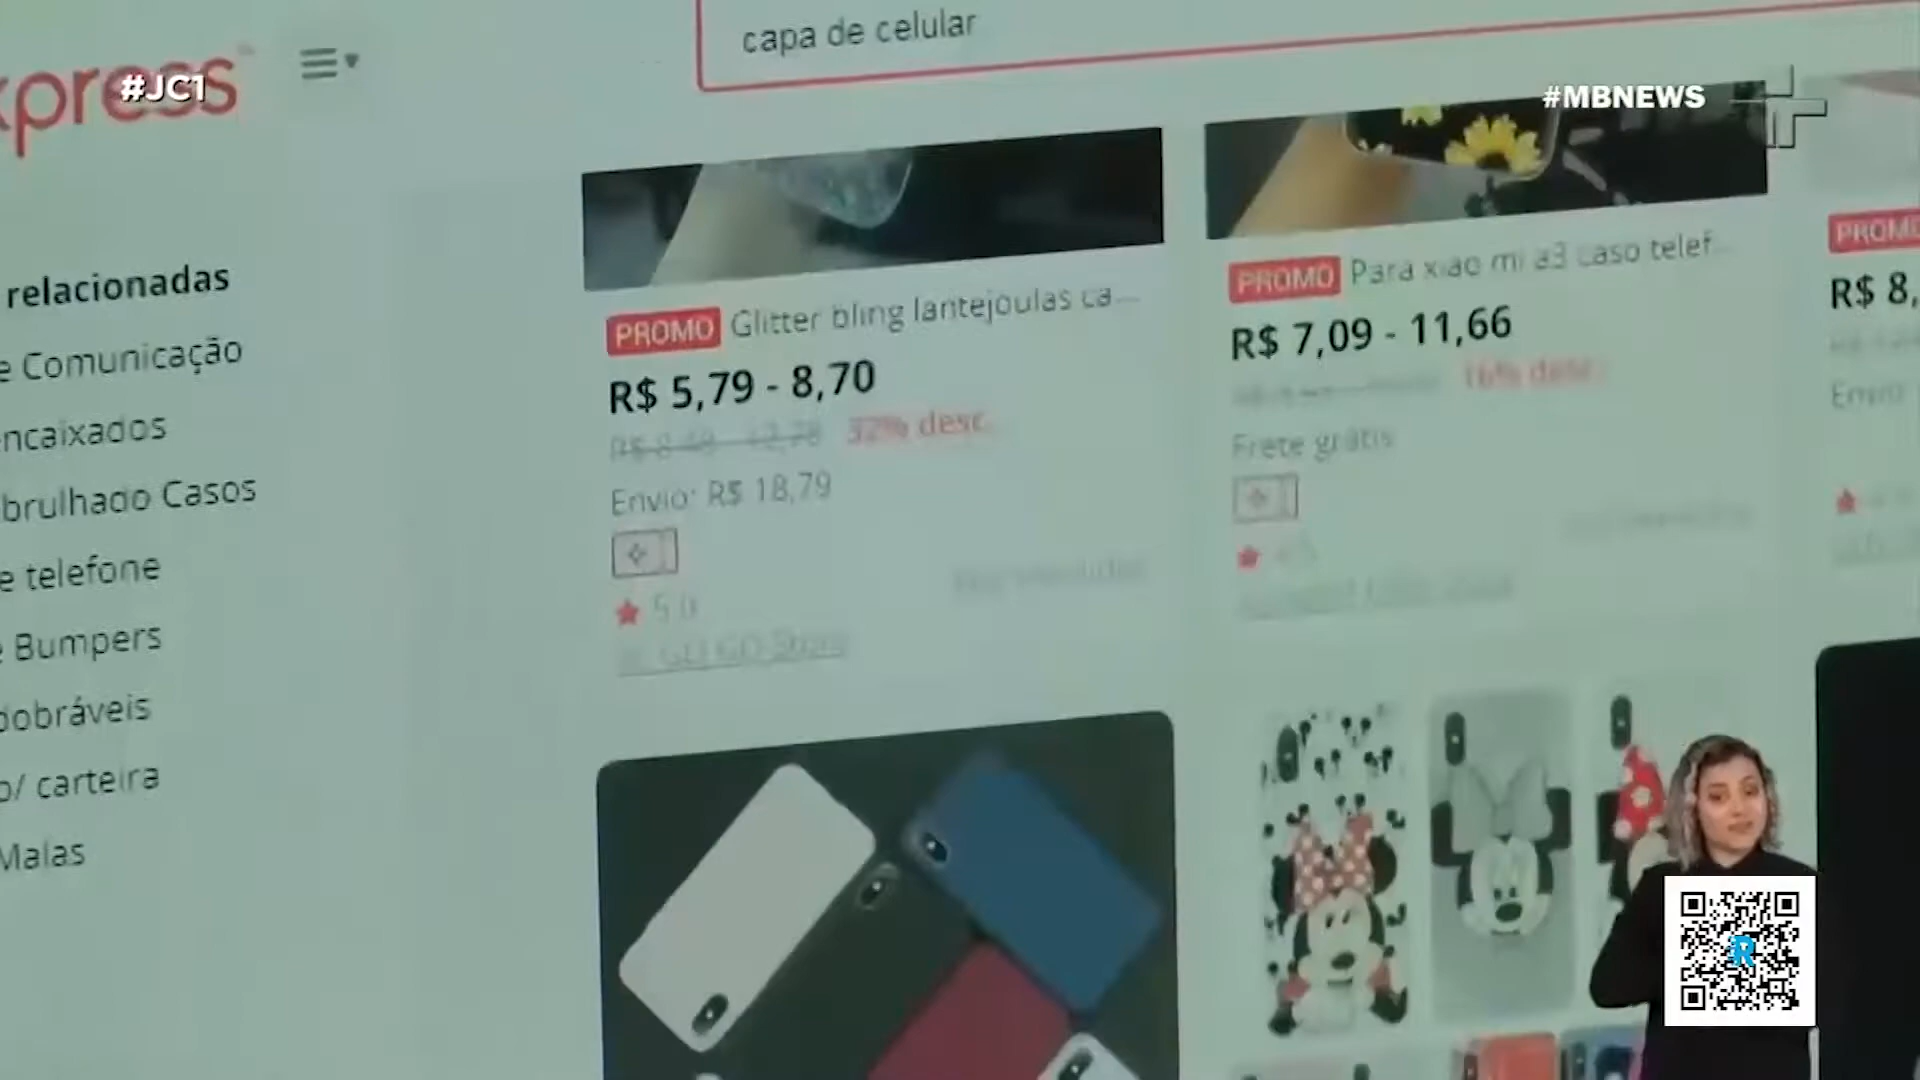 xpress
#JC1
capa de celular
#MBNEWS
relacionadas
e Comunicação
ncaixados
brulhado Casos
e telefone
e Bumpers
dobráveis
o/ carteira
Malas
PROMO Glitter bling lantejoulas ca...
R$ 5,79 - 8,70
32% desc.
Envio: R$ 18,79
5.0
PROMO Para xiao mi a3 caso telef...
R$ 7,09 - 11,66
16% desc.
Frete grátis
PROMO
R$ 8,
Envio
R